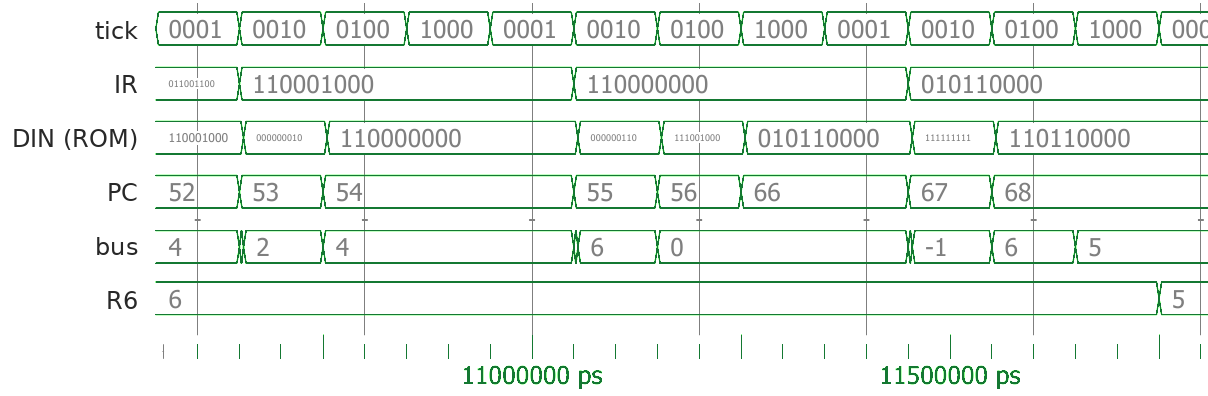 tick 0001 0010 0100 1000 0001 0010 0100 1000 0001 0010 0100 1000 000
IR 011001100 110001000 110000000 010110000
DIN (ROM) 110001000 000000010 110000000 000000110 111001000 010110000 111111111 110110000
PC 52 53 54 55 56 66 67 68
bus 4 2 4 6 0 -1 6 5
R6 6 5
11000000 ps 11500000 ps